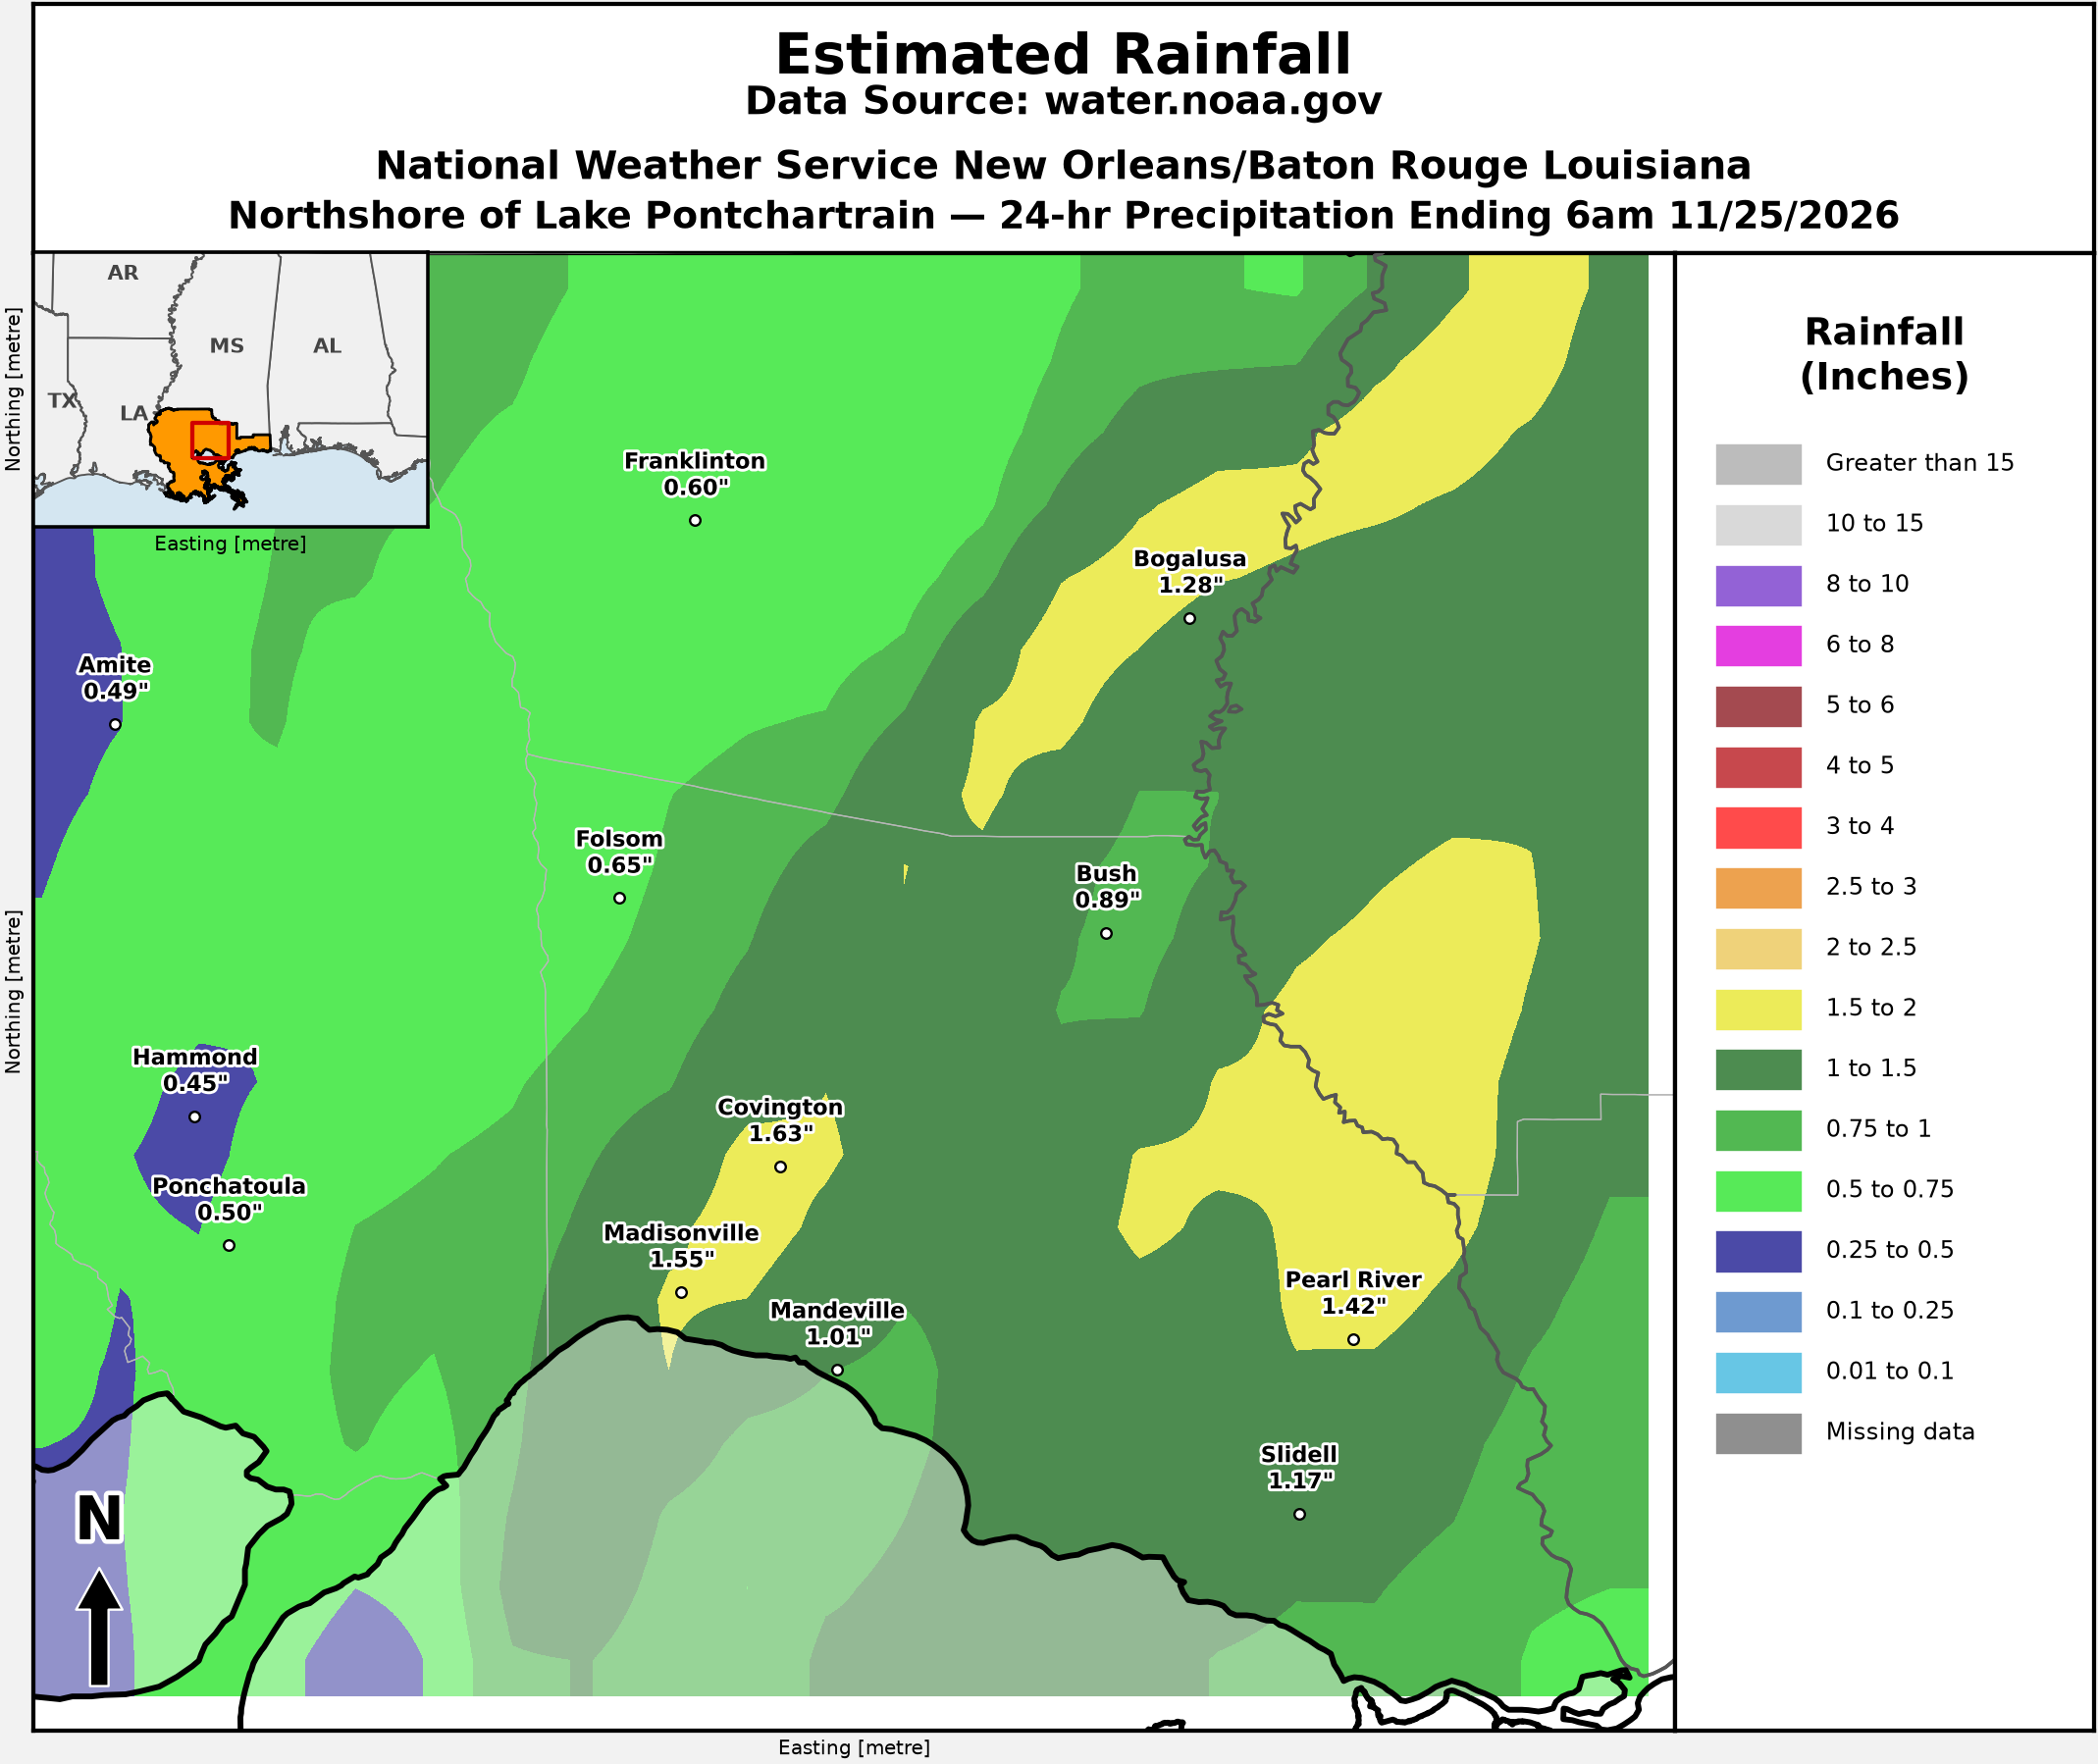 Estimated Rainfall
Data Source: water.noaa.gov
National Weather Service New Orleans/Baton Rouge Louisiana
Northshore of Lake Pontchartrain — 24-hr Precipitation Ending 6am 11/25/2026
Northing [metre]
AR
MS
AL
TX
LA
Easting [metre]
Franklinton
0.60"
Bogalusa
1.28"
Amite
0.49"
Folsom
0.65"
Bush
0.89"
Northing [metre]
Hammond
0.45"
Covington
1.63"
Ponchatoula
0.50"
Madisonville
1.55"
Pearl River
1.42"
Mandeville
1.01"
Slidell
1.17"
N
Easting [metre]
Rainfall
(Inches)
Greater than 15
10 to 15
8 to 10
6 to 8
5 to 6
4 to 5
3 to 4
2.5 to 3
2 to 2.5
1.5 to 2
1 to 1.5
0.75 to 1
0.5 to 0.75
0.25 to 0.5
0.1 to 0.25
0.01 to 0.1
Missing data